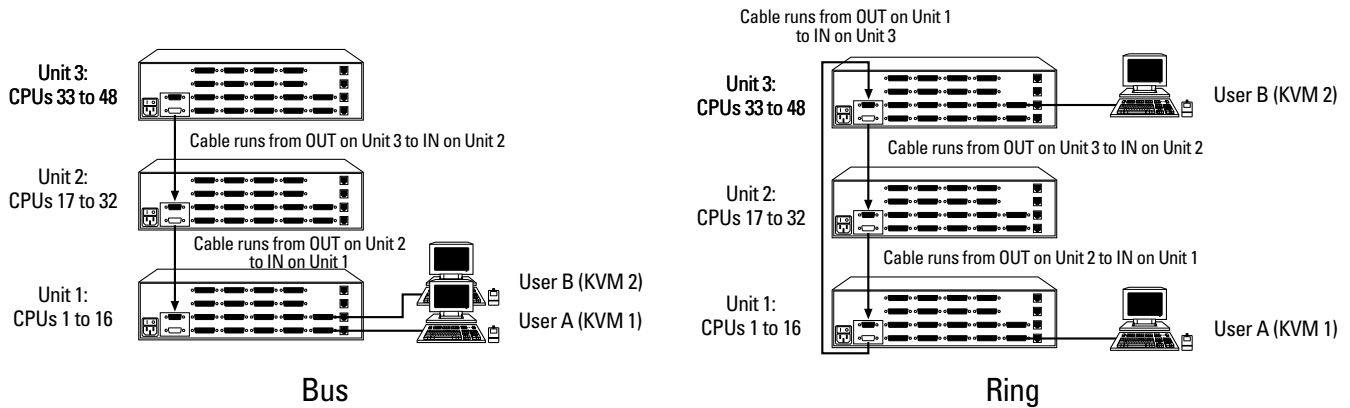 Unit 3:
CPUs 33 to 48
Cable runs from OUT on Unit 3 to IN on Unit 2
Unit 2:
CPUs 17 to 32
Cable runs from OUT on Unit 2
to IN on Unit 1
Unit 1:
CPUs 1 to 16
User B (KVM 2)
User A (KVM 1)
Bus
Cable runs from OUT on Unit 1
to IN on Unit 3
Unit 3:
CPUs 33 to 48
User B (KVM 2)
Cable runs from OUT on Unit 3 to IN on Unit 2
Unit 2:
CPUs 17 to 32
Cable runs from OUT on Unit 2 to IN on Unit 1
Unit 1:
CPUs 1 to 16
User A (KVM 1)
Ring